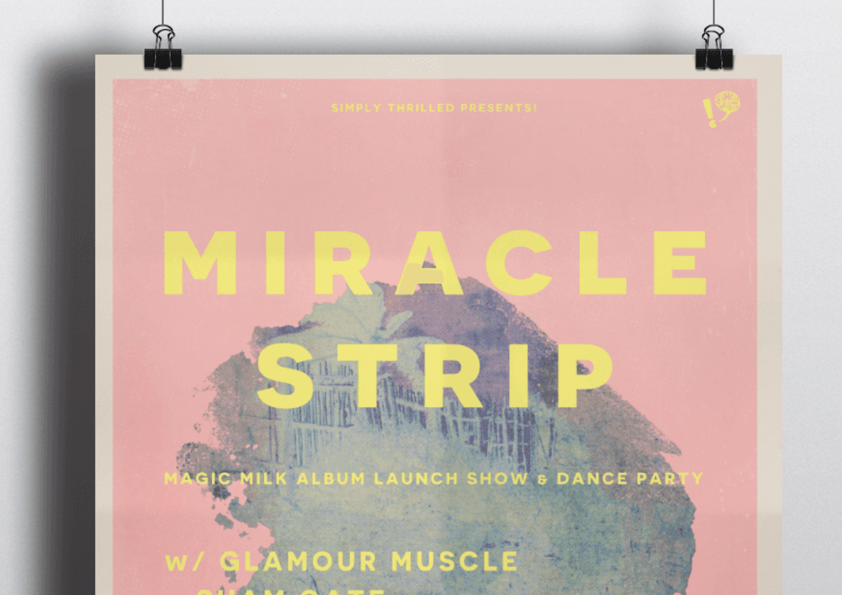 SIMPLY THRILLED PRESENTS!
MIRACLE
STRIP
MAGIC MILK ALBUM LAUNCH SHOW & DANCE PARTY
w/ GLAMOUR MUSCLE